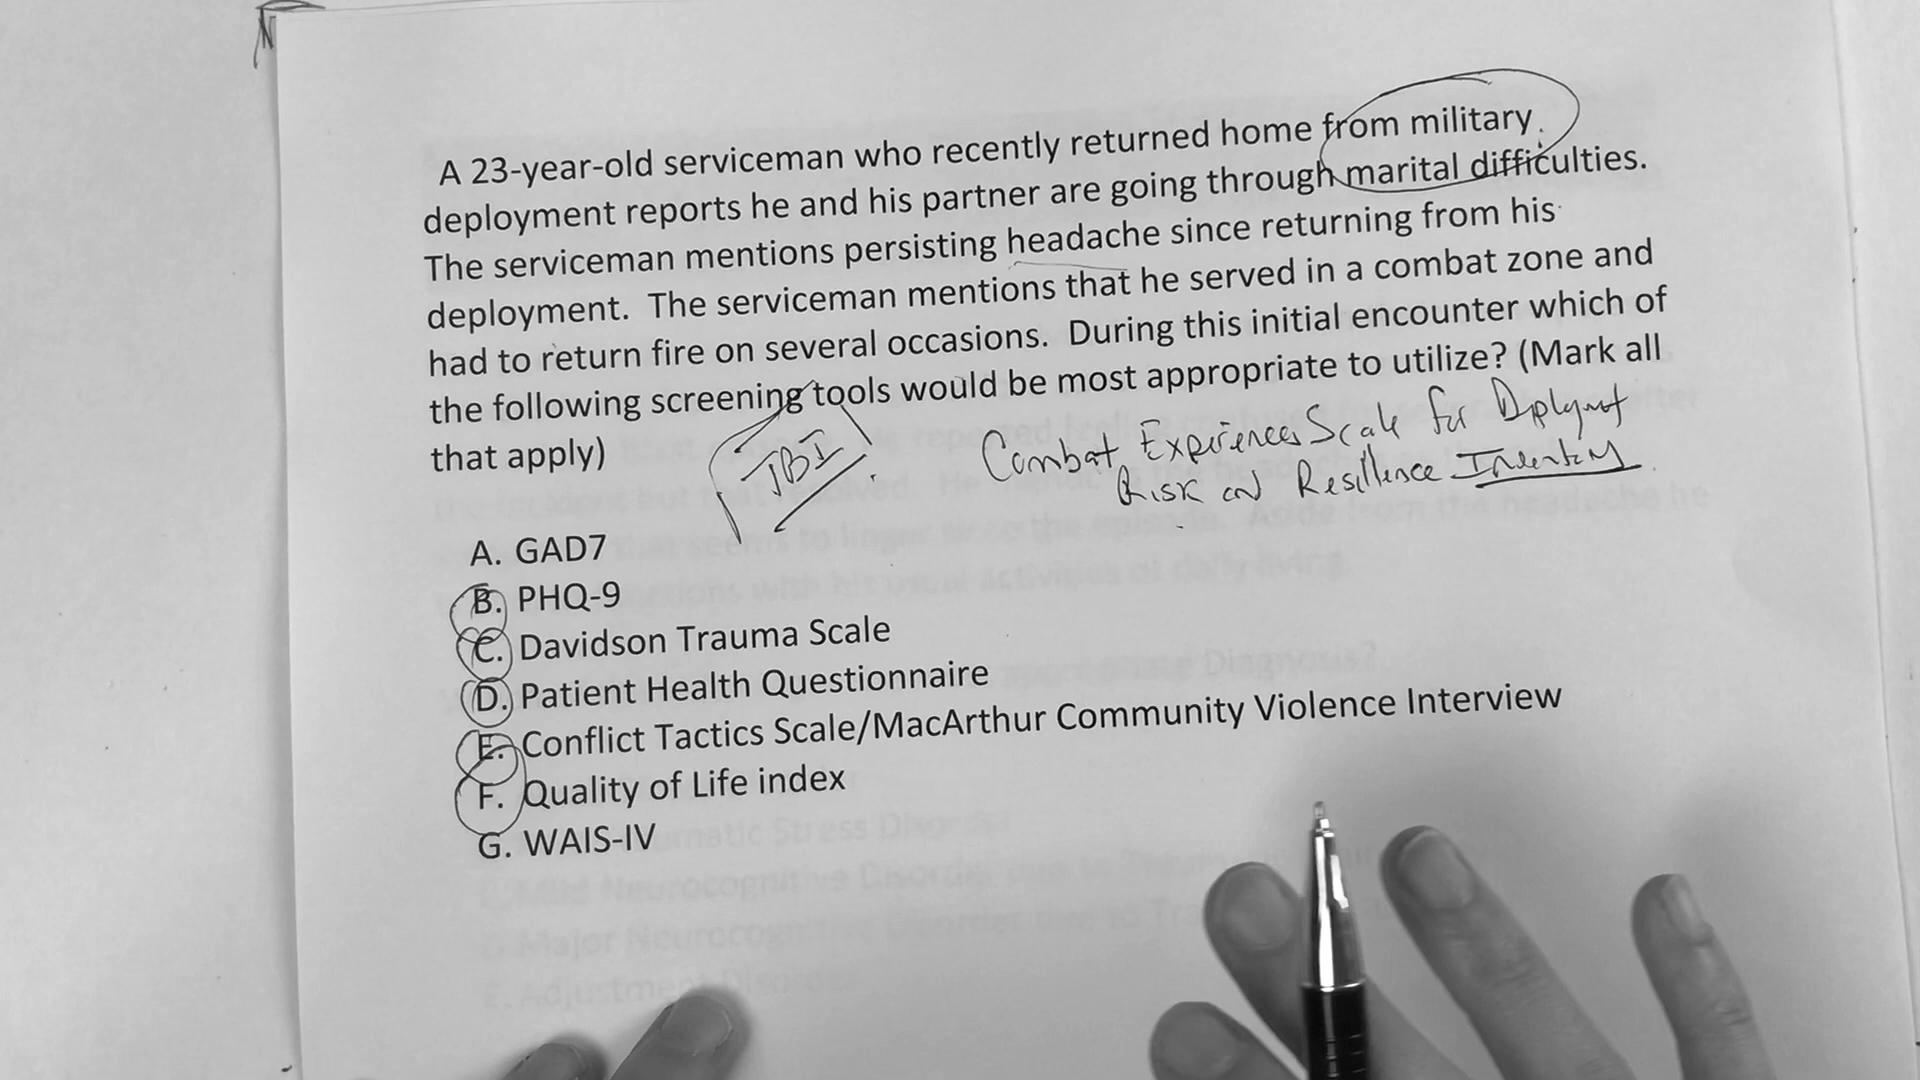 A 23-year-old serviceman who recently returned home from military
deployment reports he and his partner are going through marital difficulties.
The serviceman mentions persisting headache since returning from his
deployment. The serviceman mentions that he served in a combat zone and
had to return fire on several occasions. During this initial encounter which of
the following screening tools would be most appropriate to utilize? (Mark all
that apply)
TBI
Combat Experiences Scale for Deployment
Risk and Resilience Inventory
A. GAD7
B. PHQ-9
C. Davidson Trauma Scale
D. Patient Health Questionnaire
E. Conflict Tactics Scale/MacArthur Community Violence Interview
F. Quality of Life index
G. WAIS-IV